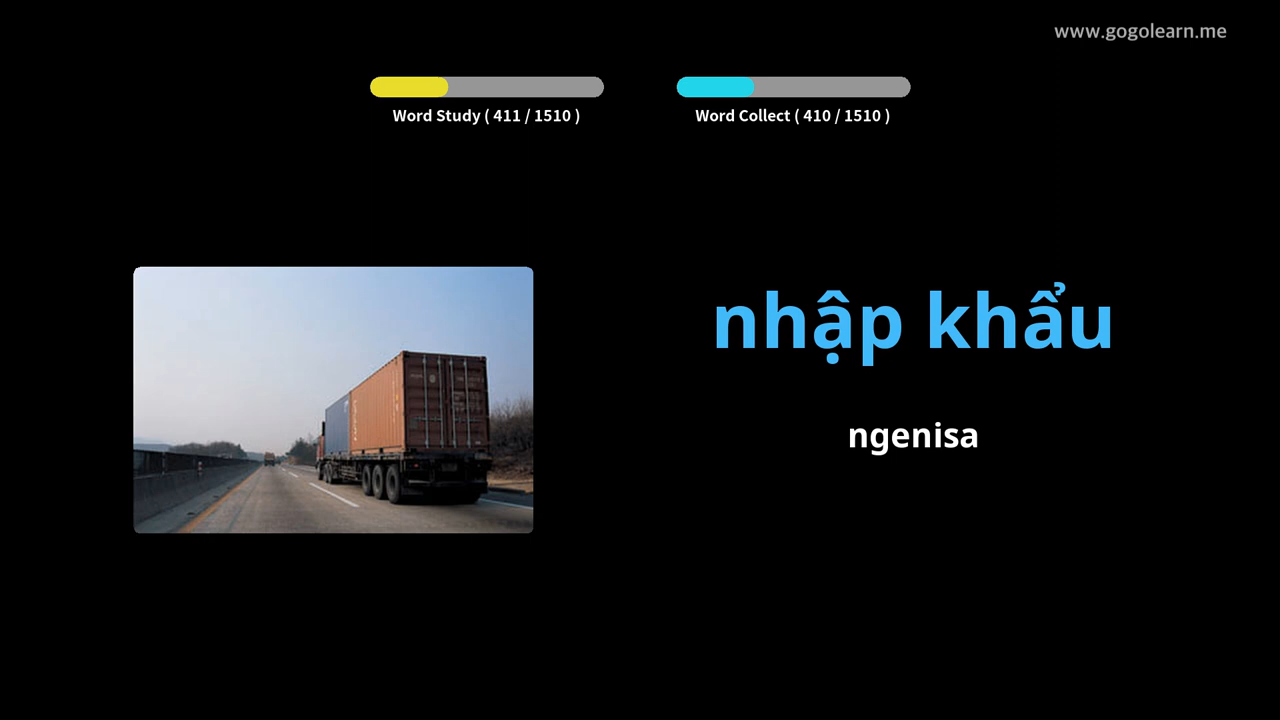 www.gogolearn.me
Word Study ( 411 / 1510 )
Word Collect ( 410 / 1510 )
nhập khẩu
ngenisa